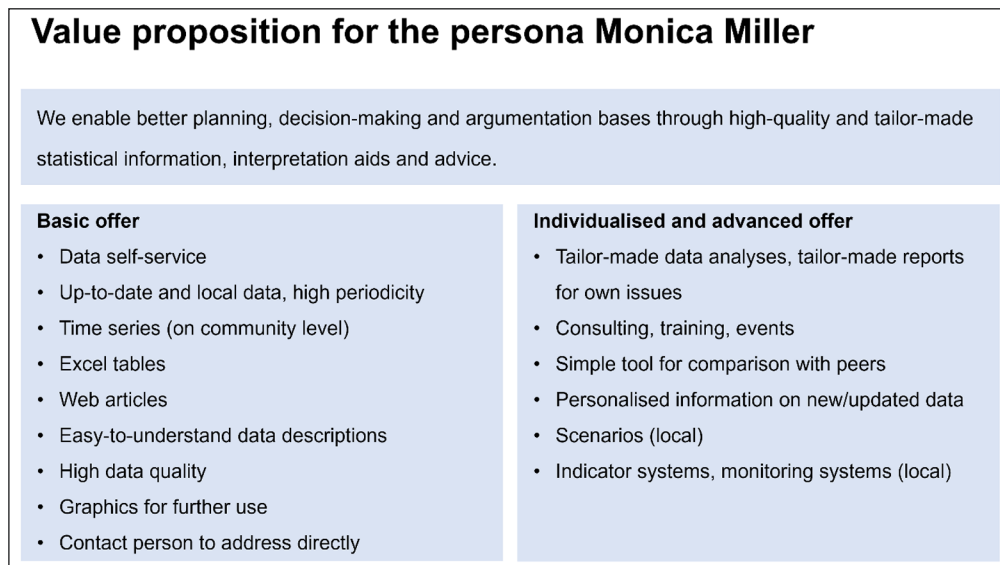 Value proposition for the persona Monica Miller
We enable better planning, decision-making and argumentation bases through high-quality and tailor-made
statistical information, interpretation aids and advice.
Basic offer
• Data self-service
• Up-to-date and local data, high periodicity
• Time series (on community level)
• Excel tables
• Web articles
• Easy-to-understand data descriptions
• High data quality
• Graphics for further use
• Contact person to address directly
Individualised and advanced offer
• Tailor-made data analyses, tailor-made reports
for own issues
• Consulting, training, events
• Simple tool for comparison with peers
• Personalised information on new/updated data
• Scenarios (local)
• Indicator systems, monitoring systems (local)